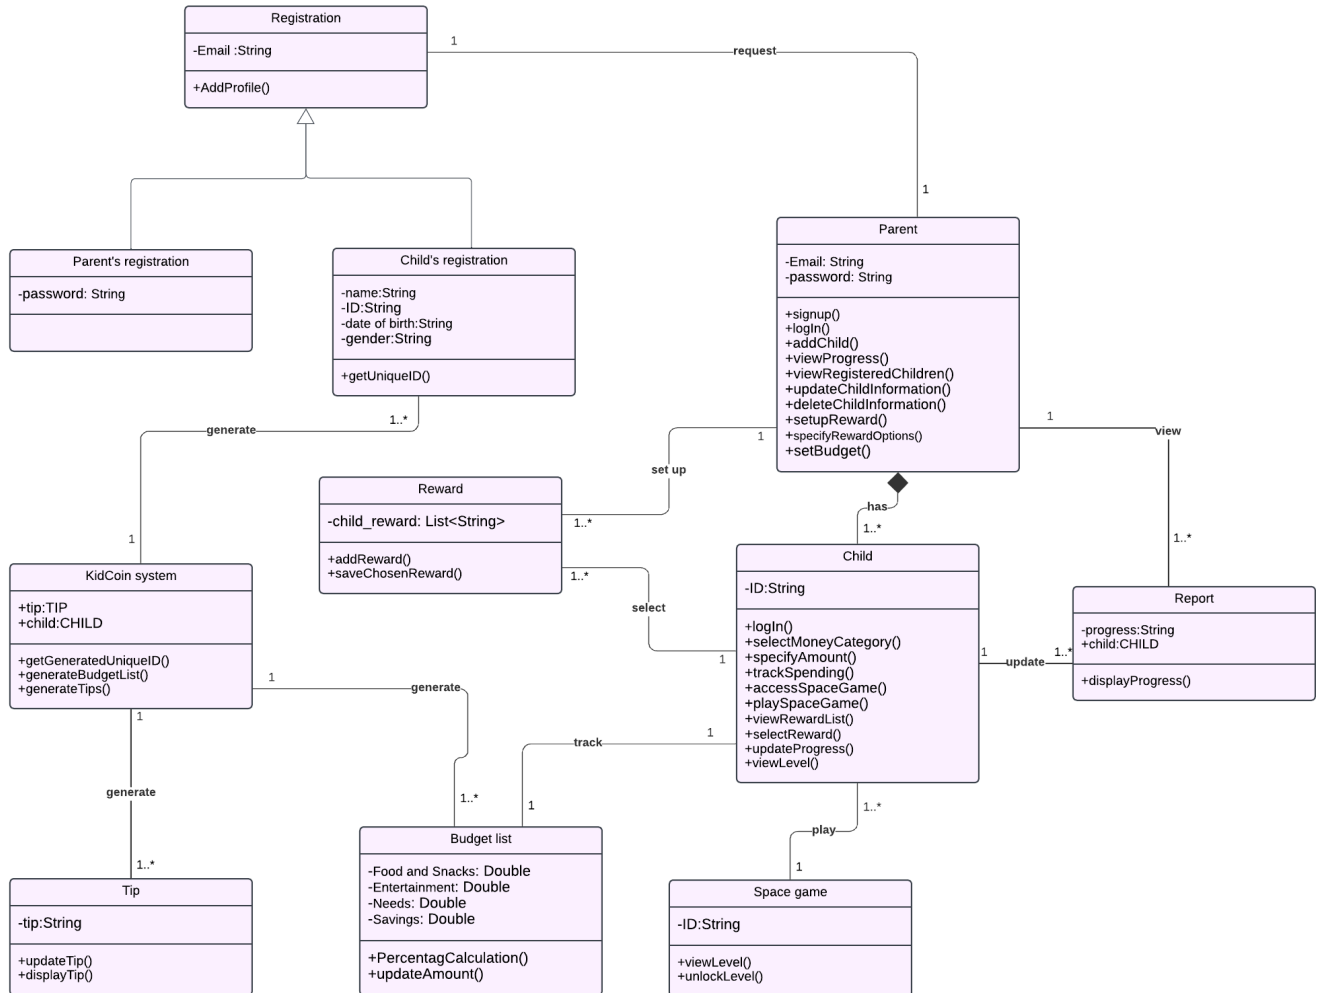 Registration
-Email :String
+AddProfile()
1
request
1
Parent's registration
-password: String
Child's registration
-name:String
-ID:String
-date of birth:String
-gender:String
+getUniqueID()
Parent
-Email: String
-password: String
+signup()
+logIn()
+addChild()
+viewProgress()
+viewRegisteredChildren()
+updateChildInformation()
+deleteChildInformation()
+setupReward()
+specifyRewardOptions()
+setBudget()
1..*
generate
1
1
set up
1..*
1
view
1..*
has
1..*
Reward
-child_reward: List<String>
+addReward()
+saveChosenReward()
1..*
select
1
KidCoin system
+tip:TIP
+child:CHILD
+getGeneratedUniqueID()
+generateBudgetList()
+generateTips()
Child
-ID:String
+logIn()
+selectMoneyCategory()
+specifyAmount()
+trackSpending()
+accessSpaceGame()
+playSpaceGame()
+viewRewardList()
+selectReward()
+updateProgress()
+viewLevel()
1
update
1..*
Report
-progress:String
+child:CHILD
+displayProgress()
1
generate
1..*
1
track
1
1
generate
1..*
1..*
play
1
Tip
-tip:String
+updateTip()
+displayTip()
Budget list
-Food and Snacks: Double
-Entertainment: Double
-Needs: Double
-Savings: Double
+PercentagCalculation()
+updateAmount()
Space game
-ID:String
+viewLevel()
+unlockLevel()